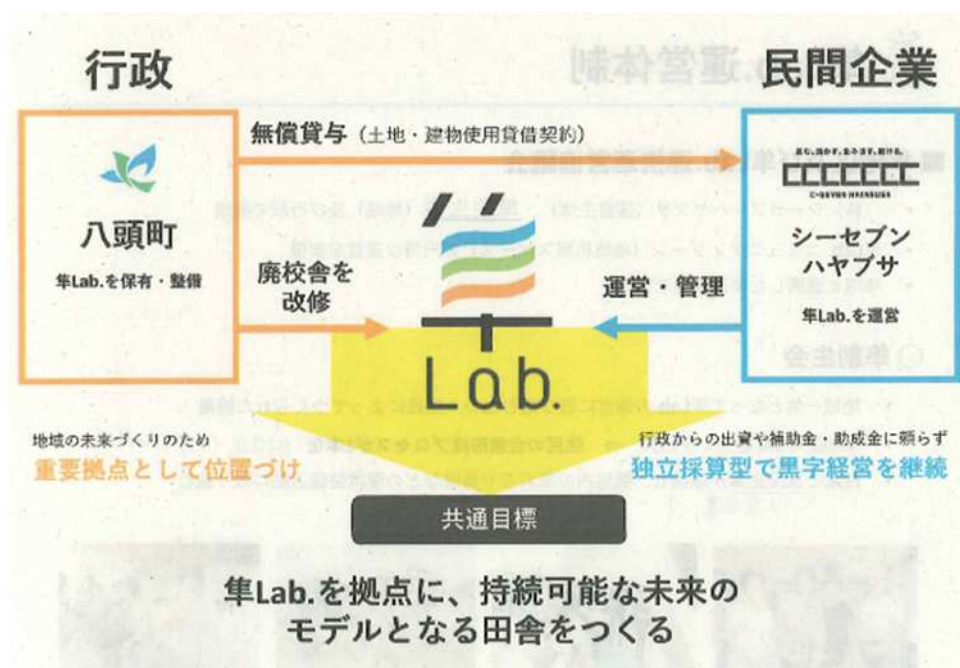 行政
民間企業
無償貸与（土地・建物使用貸借契約）
八頭町
隼Lab.を保有・整備
廃校舎を
改修
Lab.
運営・管理
C-SEVEN HAYABUSA
シーセブン
ハヤブサ
隼Lab.を運営
地域の未来づくりのため
重要拠点として位置づけ
行政からの出資や補助金・助成金に頼らず
独立採算型で黒字経営を継続
共通目標
隼Lab.を拠点に、持続可能な未来の
モデルとなる田舎をつくる